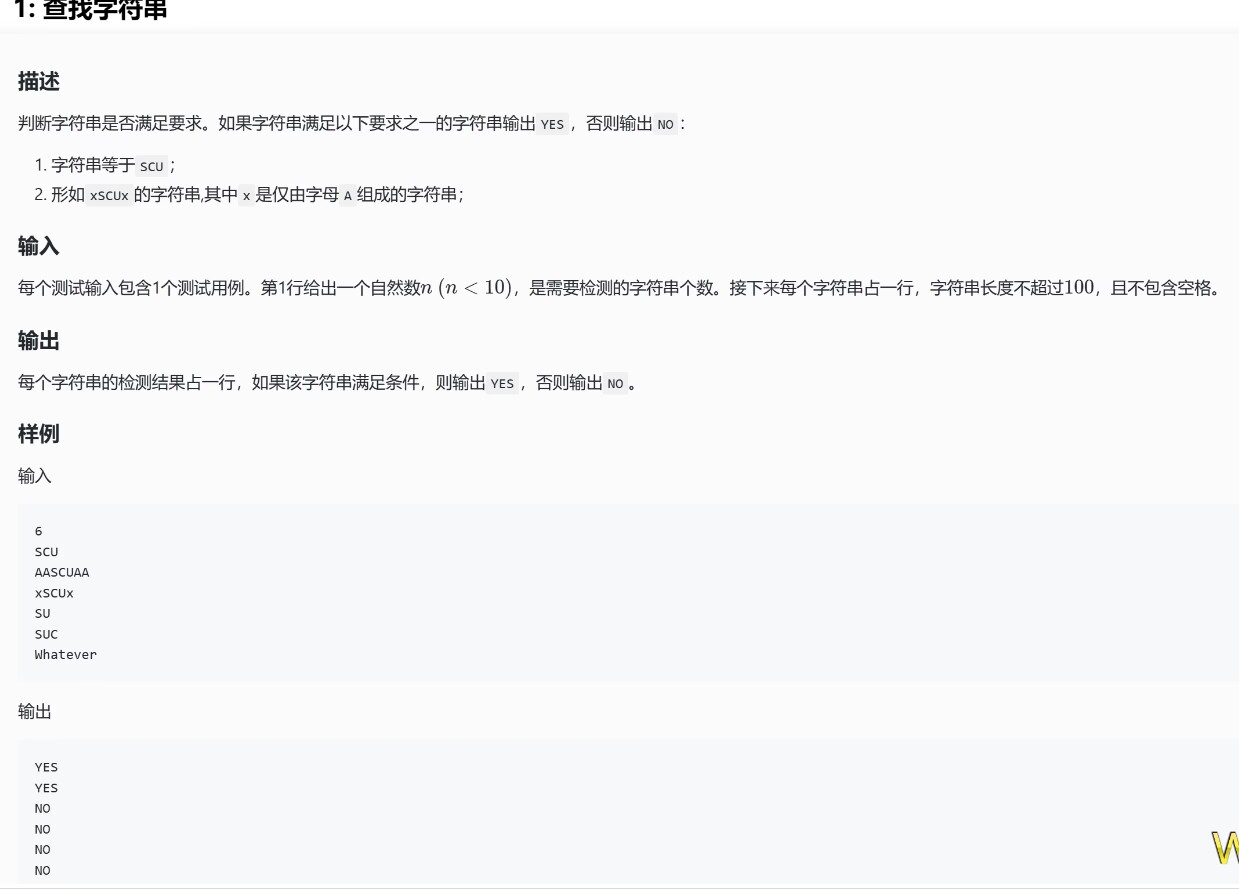 1: 查找字符串
描述
判断字符串是否满足要求。如果字符串满足以下要求之一的字符串输出 YES ，否则输出 NO：
1. 字符串等于 SCU ；
2. 形如 xSCUx 的字符串,其中 x 是仅由字母 A 组成的字符串；
输入
每个测试输入包含1个测试用例。第1行给出一个自然数n (n < 10)，是需要检测的字符串个数。接下来每个字符串占一行，字符串长度不超过100，且不包含空格。
输出
每个字符串的检测结果占一行，如果该字符串满足条件，则输出 YES ，否则输出 NO 。
样例
输入
6
SCU
AASCUAA
xSCUx
SU
SUC
Whatever
输出
YES
YES
NO
NO
NO
NO
W